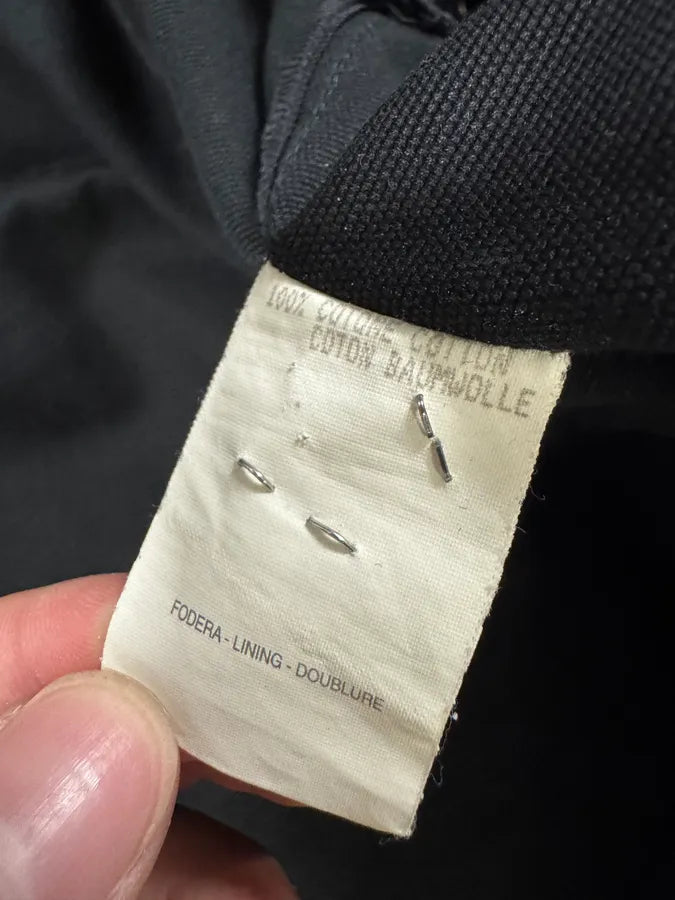 100% COTONE COTTON
COTON BAUMWOLLE
FODERA - LINING - DOUBLURE